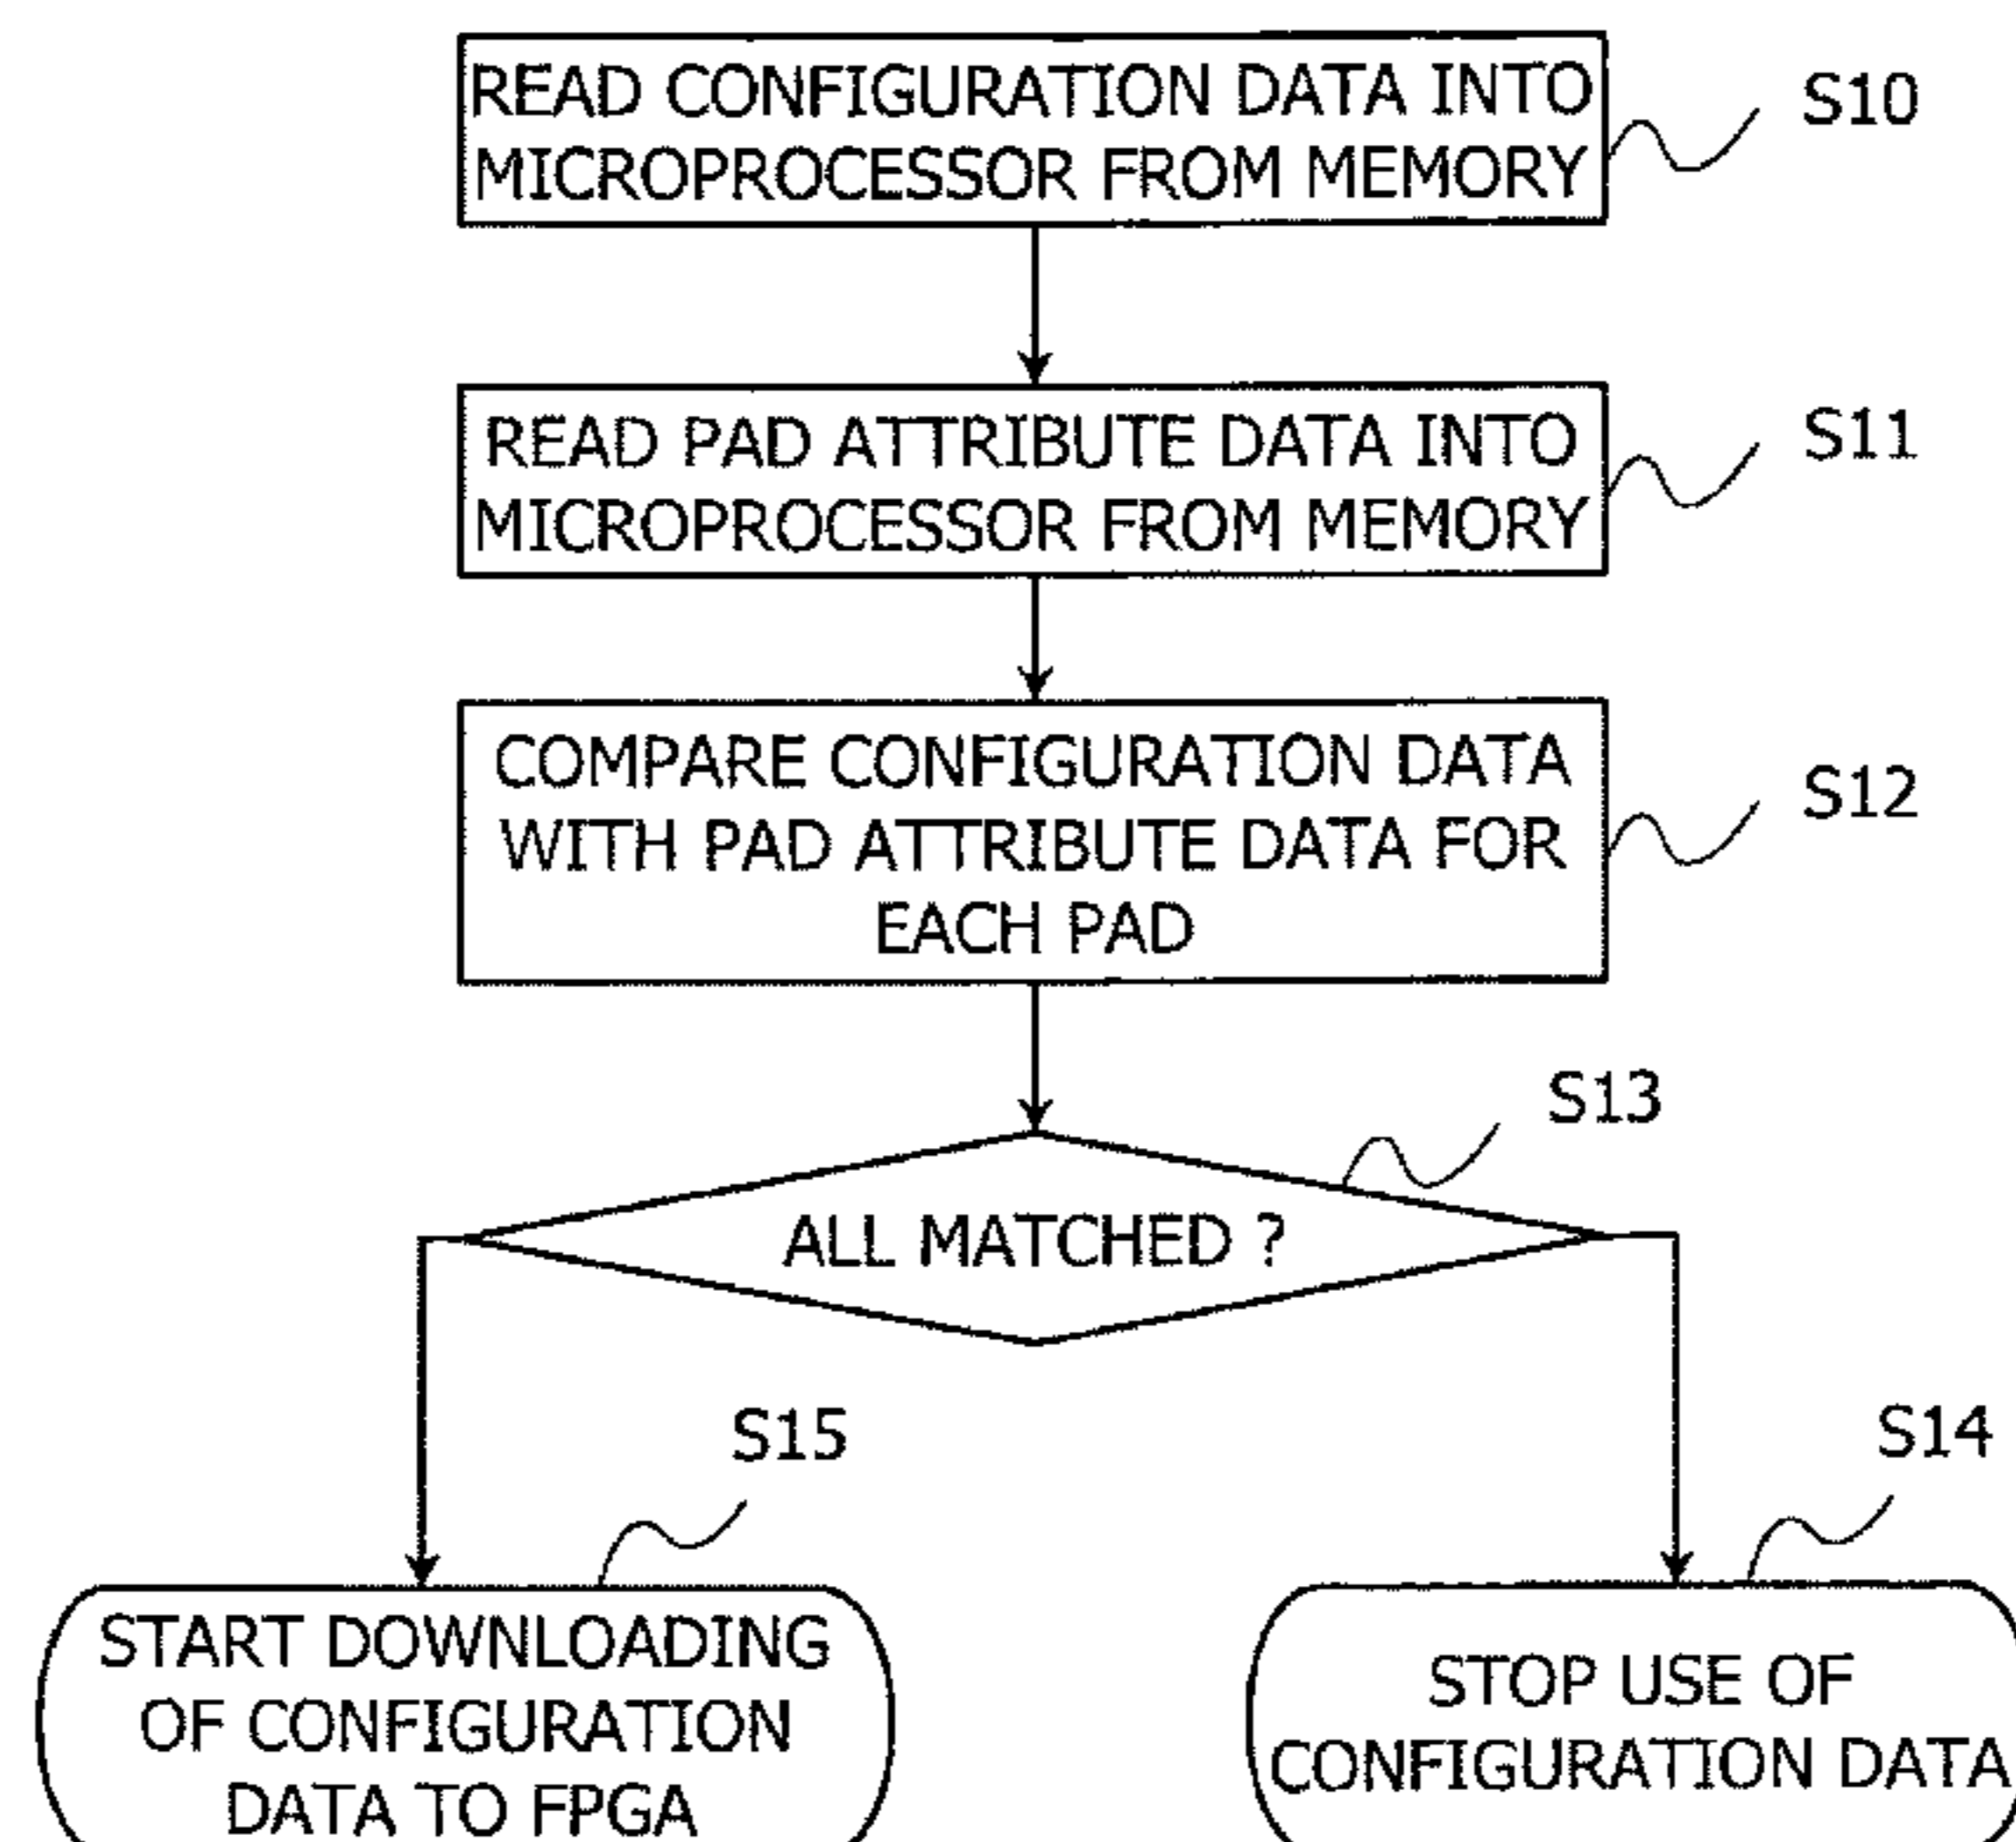 READ CONFIGURATION DATA INTO
MICROPROCESSOR FROM MEMORY
S10
READ PAD ATTRIBUTE DATA INTO
MICROPROCESSOR FROM MEMORY
S11
COMPARE CONFIGURATION DATA
WITH PAD ATTRIBUTE DATA FOR
EACH PAD
S12
S13
ALL MATCHED ?
S15
S14
START DOWNLOADING
OF CONFIGURATION
DATA TO FPGA
STOP USE OF
CONFIGURATION DATA